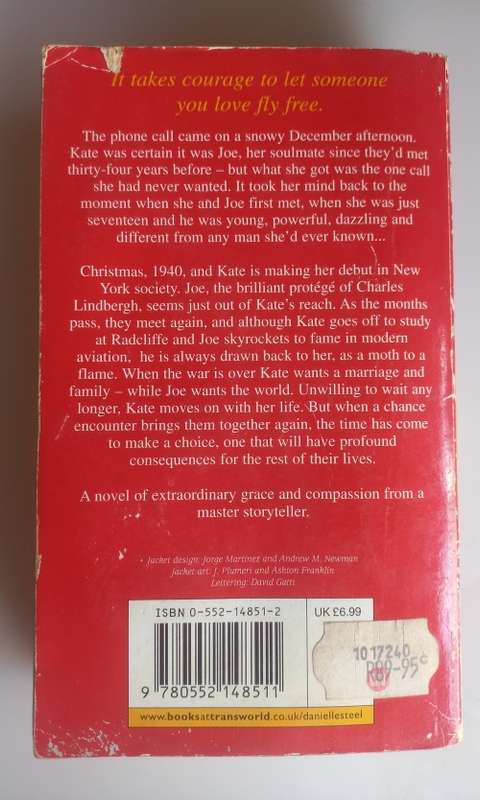 It takes courage to let someone
you love fly free.
The phone call came on a snowy December afternoon.
Kate was certain it was Joe, her soulmate since they'd met
thirty-four years before – but what she got was the one call
she had never wanted. It took her mind back to the
moment when she and Joe first met, when she was just
seventeen and he was young, powerful, dazzling and
different from any man she'd ever known...
Christmas, 1940, and Kate is making her debut in New
York society. Joe, the brilliant protégé of Charles
Lindbergh, seems just out of Kate's reach. As the months
pass, they meet again, and although Kate goes off to study
at Radcliffe and Joe skyrockets to fame in modern
aviation, he is always drawn back to her, as a moth to a
flame. When the war is over Kate wants a marriage and
family – while Joe wants the world. Unwilling to wait any
longer, Kate moves on with her life. But when a chance
encounter brings them together again, the time has come
to make a choice, one that will have profound
consequences for the rest of their lives.
A novel of extraordinary grace and compassion from a
master storyteller.
Jacket design: Jorge Martinez and Andrew M. Newman
Jacket art: J. Plumeri and Ashton Franklin
Lettering: David Gatti
ISBN 0-552-14851-2
UK £6.99
1017240
R89-95c
9 780552 148511
www.booksattransworld.co.uk/daniellesteel